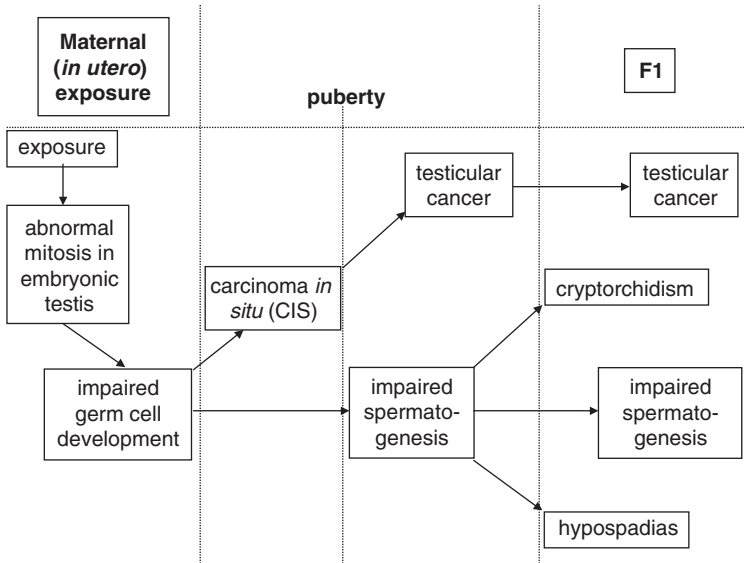 Maternal
(in utero)
exposure
puberty
F1
exposure
abnormal
mitosis in
embryonic
testis
impaired
germ cell
development
carcinoma in
situ (CIS)
testicular
cancer
impaired
spermato-
genesis
testicular
cancer
cryptorchidism
impaired
spermato-
genesis
hypospadias